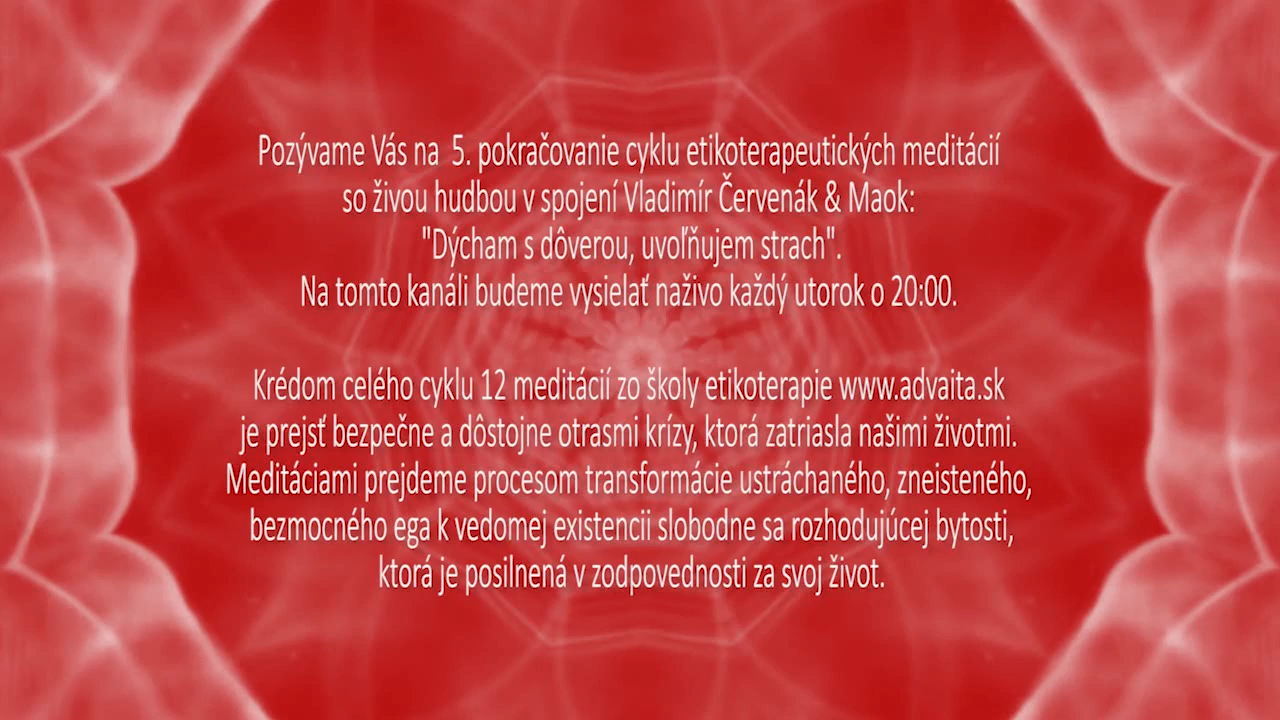 Pozývame Vás na 5. pokračovanie cyklu etikoterapeutických meditácií
so živou hudbou v spojení Vladimír Červenák & Maok:
"Dýcham s dôverou, uvoľňujem strach".
Na tomto kanáli budeme vysielať naživo každý utorok o 20:00.
Krédom celého cyklu 12 meditácií zo školy etikoterapie www.advaita.sk
je prejsť bezpečne a dôstojne otrasmi krízy, ktorá zatriasla našimi životmi.
Meditáciami prejdeme procesom transformácie ustráchaného, zneisteného,
bezmocného ega k vedomej existencii slobodne sa rozhodujúcej bytosti,
ktorá je posilnená v zodpovednosti za svoj život.